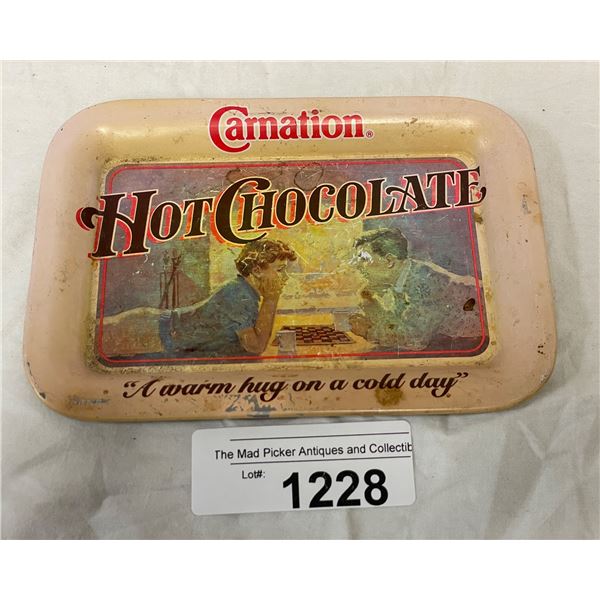 Carnation®
HOT CHOCOLATE
"A warm hug on a cold day"
The Mad Picker Antiques and Collectib
Lot#:
1228